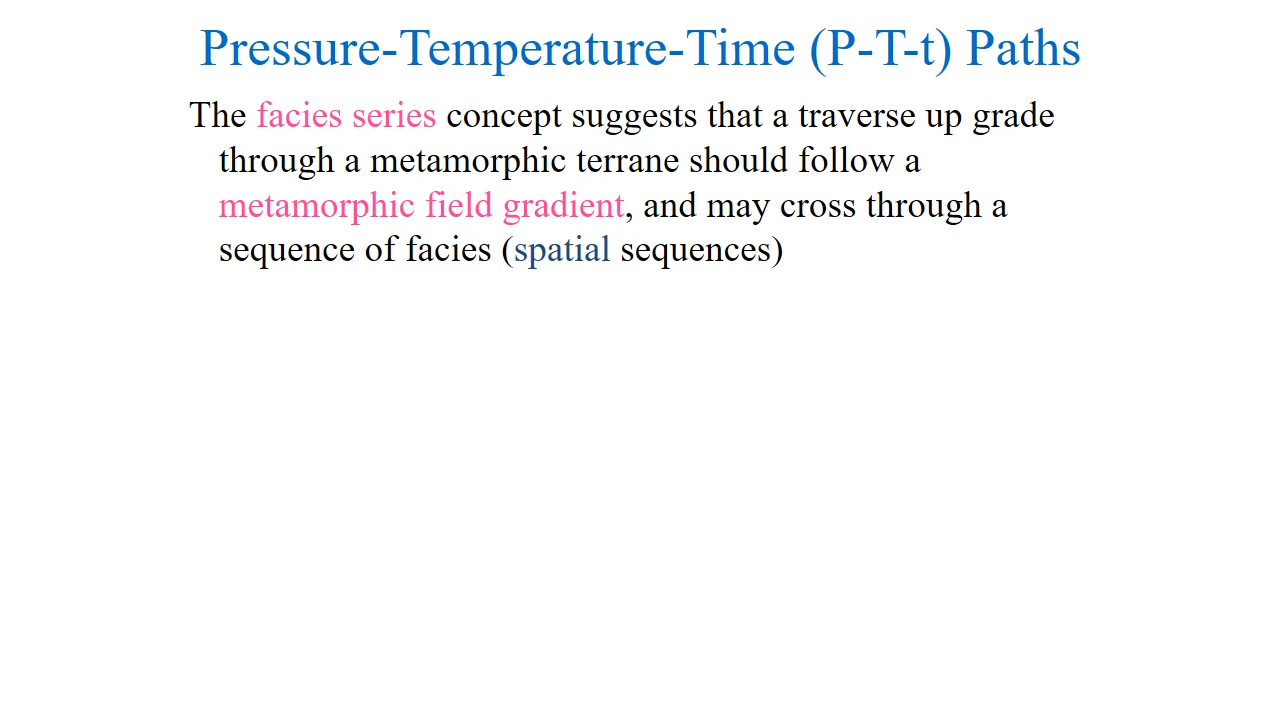 Pressure-Temperature-Time (P-T-t) Paths
The facies series concept suggests that a traverse up grade
through a metamorphic terrane should follow a
metamorphic field gradient, and may cross through a
sequence of facies (spatial sequences)